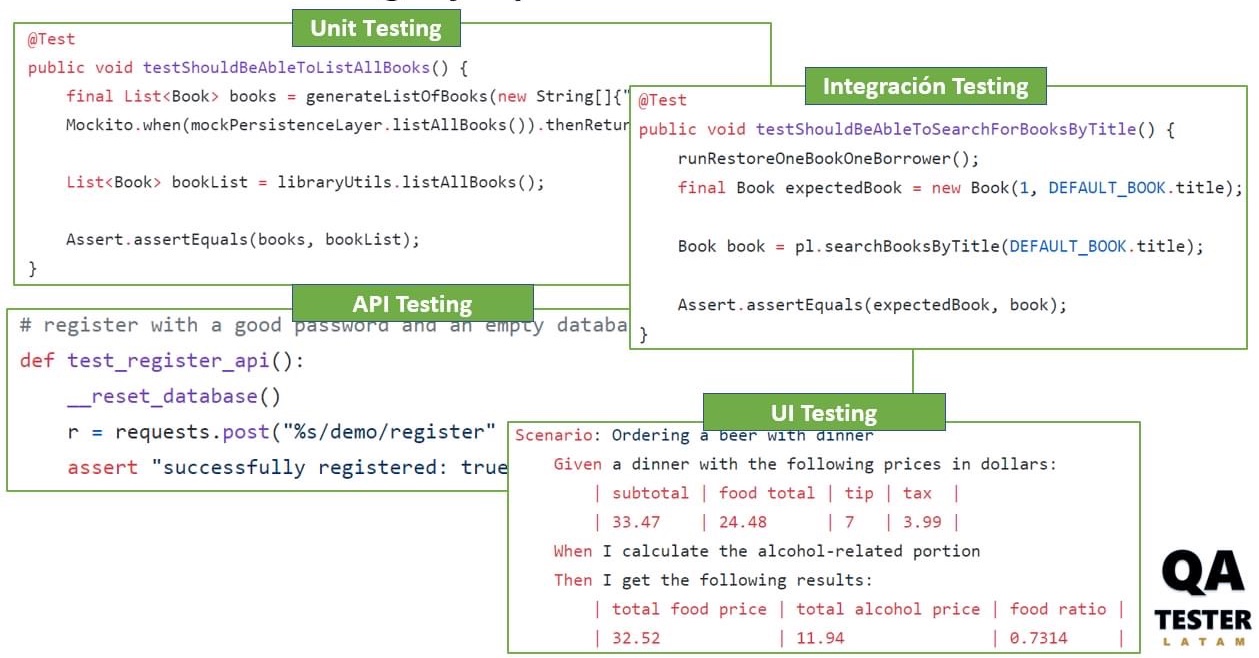 Unit Testing
@Test
public void testShouldBeAbleToListAllBooks() {
final List<Book> books = generateListOfBooks(new String[]{"
Mockito.when(mockPersistenceLayer.listAllBooks()).thenRetur
List<Book> bookList = libraryUtils.listAllBooks();
Assert.assertEquals(books, bookList);
}
Integración Testing
@Test
public void testShouldBeAbleToSearchForBooksByTitle() {
runRestoreOneBookOneBorrower();
final Book expectedBook = new Book(1, DEFAULT_BOOK.title);
Book book = pl.searchBooksByTitle(DEFAULT_BOOK.title);
Assert.assertEquals(expectedBook, book);
}
API Testing
# register with a good password and an empty databa
def test_register_api():
__reset_database()
r = requests.post("%s/demo/register"
assert "successfully registered: true
UI Testing
Scenario: Ordering a beer with dinner
Given a dinner with the following prices in dollars:
| subtotal | food total | tip | tax |
| 33.47 | 24.48 | 7 | 3.99 |
When I calculate the alcohol-related portion
Then I get the following results:
| total food price | total alcohol price | food ratio |
| 32.52 | 11.94 | 0.7314 |
QA
TESTER
LATAM